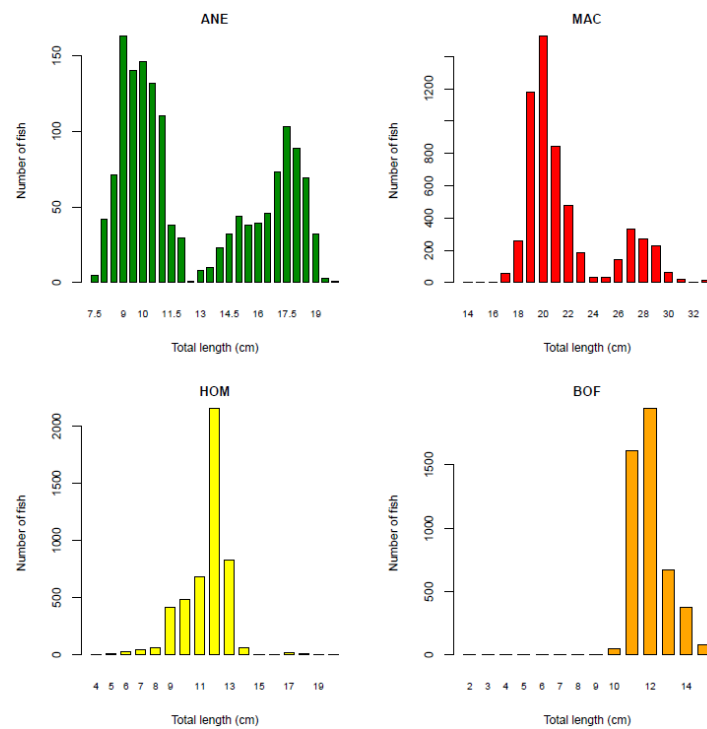 ANE
Number of fish
150
100
50
0
7.5 9 10 11.5 13 14.5 16 17.5 19
Total length (cm)
MAC
Number of fish
1200
800
600
400
200
0
14 16 18 20 22 24 26 28 30 32
Total length (cm)
HOM
Number of fish
2000
1500
1000
500
0
4 5 6 7 8 9 11 13 15 17 19
Total length (cm)
BOF
Number of fish
1500
1000
500
0
2 3 4 5 6 7 8 9 10 12 14
Total length (cm)